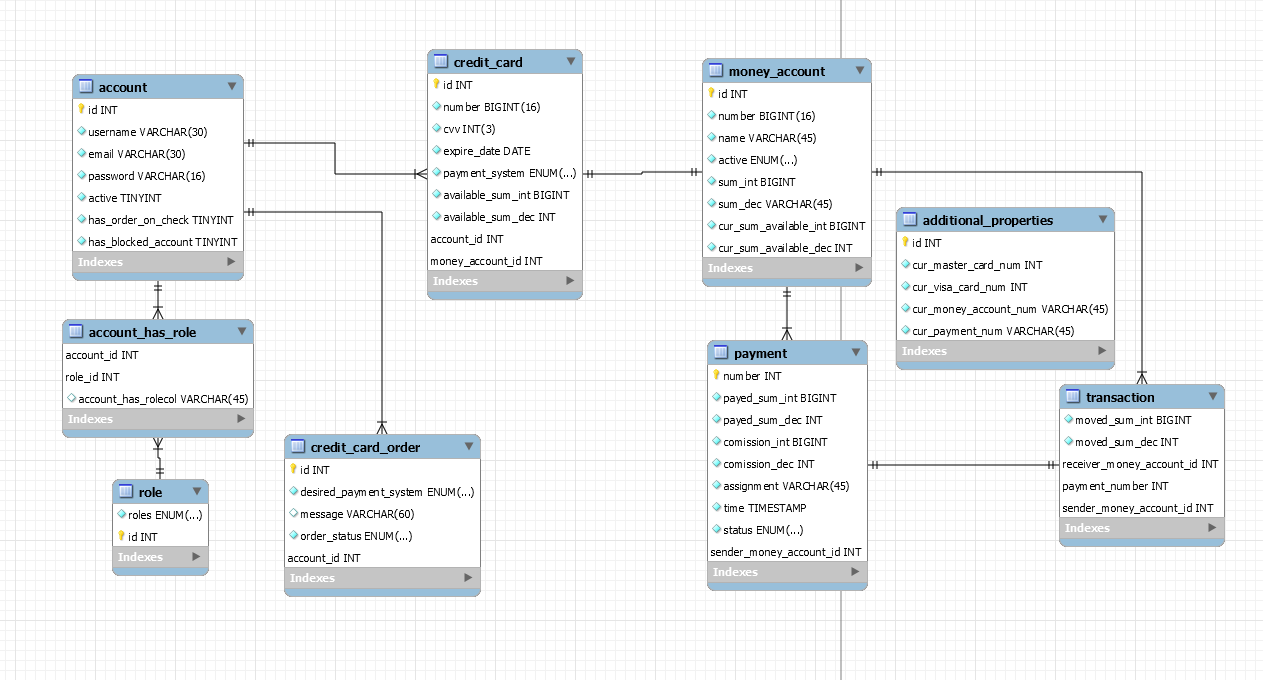 account
id INT
username VARCHAR(30)
email VARCHAR(30)
password VARCHAR(16)
active TINYINT
has_order_on_check TINYINT
has_blocked_account TINYINT
Indexes
credit_card
id INT
number BIGINT(16)
cvv INT(3)
expire_date DATE
payment_system ENUM(...)
available_sum_int BIGINT
available_sum_dec INT
account_id INT
money_account_id INT
Indexes
money_account
id INT
number BIGINT(16)
name VARCHAR(45)
active ENUM(...)
sum_int BIGINT
sum_dec VARCHAR(45)
cur_sum_available_int BIGINT
cur_sum_available_dec INT
Indexes
additional_properties
id INT
cur_master_card_num INT
cur_visa_card_num INT
cur_money_account_num VARCHAR(45)
cur_payment_num VARCHAR(45)
Indexes
account_has_role
account_id INT
role_id INT
account_has_rolecol VARCHAR(45)
Indexes
role
roles ENUM(...)
id INT
Indexes
credit_card_order
id INT
desired_payment_system ENUM(...)
message VARCHAR(60)
order_status ENUM(...)
account_id INT
Indexes
payment
number INT
payed_sum_int BIGINT
payed_sum_dec INT
comission_int BIGINT
comission_dec INT
assignment VARCHAR(45)
time TIMESTAMP
status ENUM(...)
sender_money_account_id INT
Indexes
transaction
moved_sum_int BIGINT
moved_sum_dec INT
receiver_money_account_id INT
payment_number INT
sender_money_account_id INT
Indexes